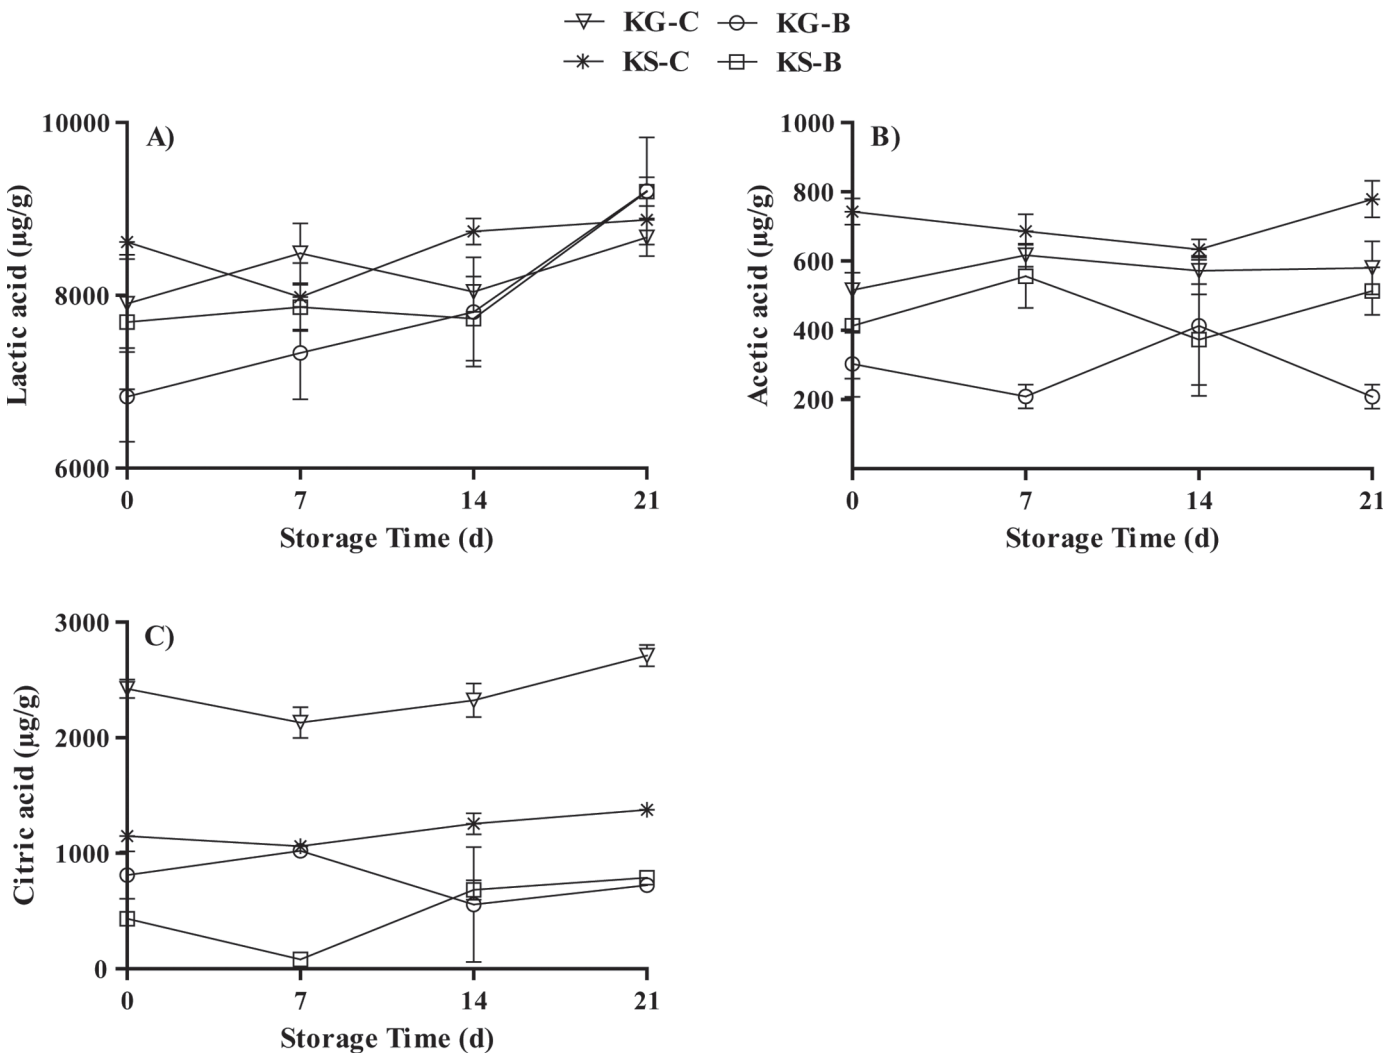 KG-C KG-B
KS-C KS-B
A)
10000
8000
6000
Lactic acid (µg/g)
0 7 14 21
Storage Time (d)
B)
1000
800
600
400
200
Acetic acid (µg/g)
0 7 14 21
Storage Time (d)
C)
3000
2000
1000
0
Citric acid (µg/g)
0 7 14 21
Storage Time (d)